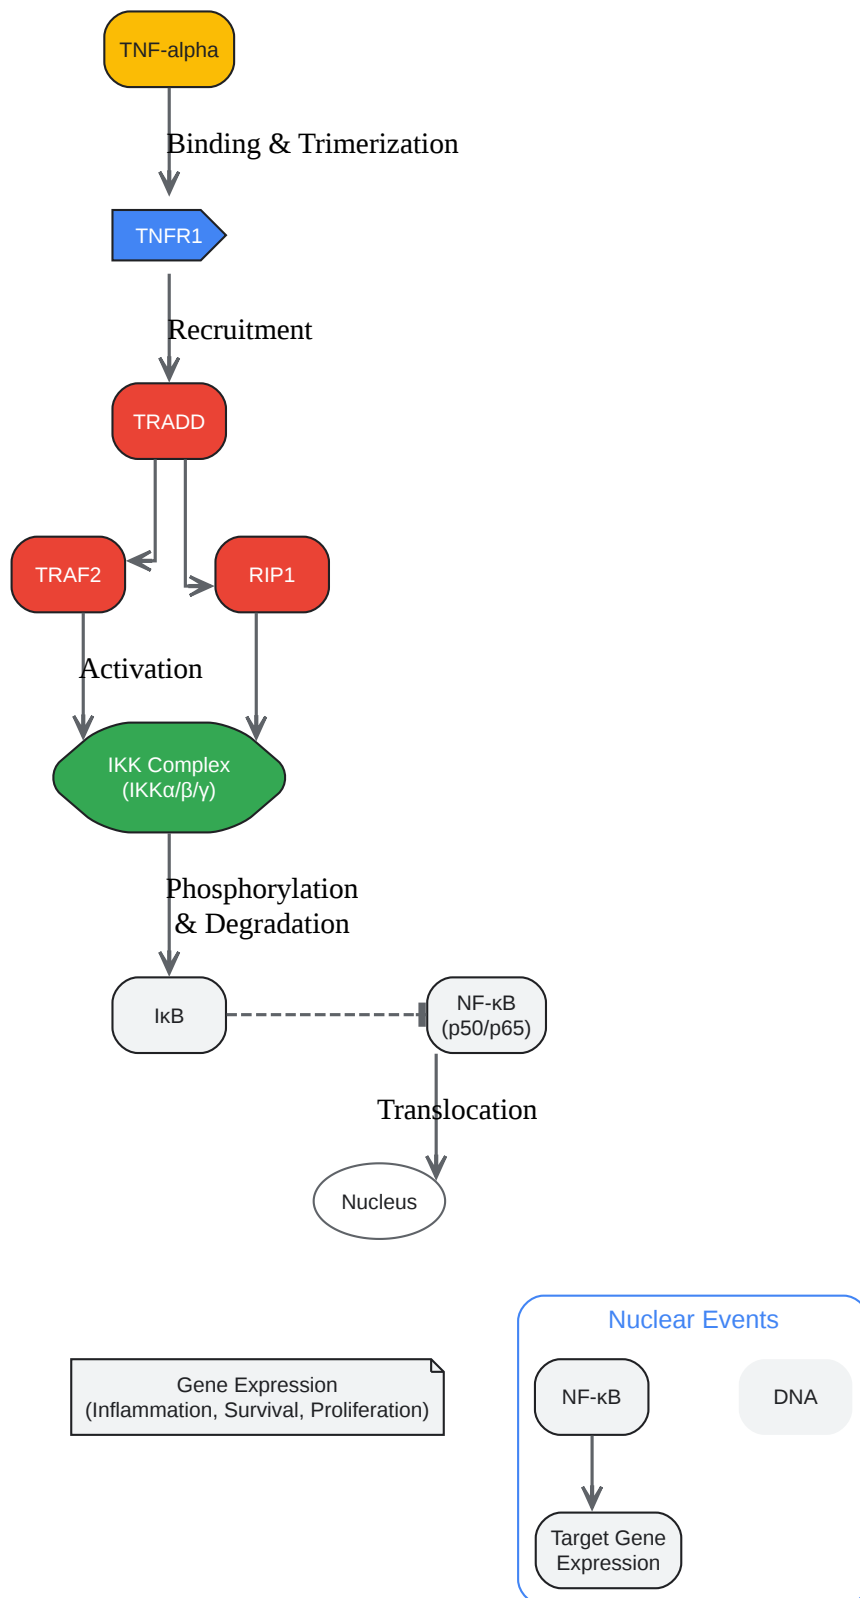 TNF-alpha
Binding & Trimerization
TNFR1
Recruitment
TRADD
TRAF2
RIP1
Activation
IKK Complex
(IKKα/β/γ)
Phosphorylation
& Degradation
IκB
NF-κB
(p50/p65)
Translocation
Nucleus
Nuclear Events
Gene Expression
(Inflammation, Survival, Proliferation)
NF-κB
DNA
Target Gene
Expression